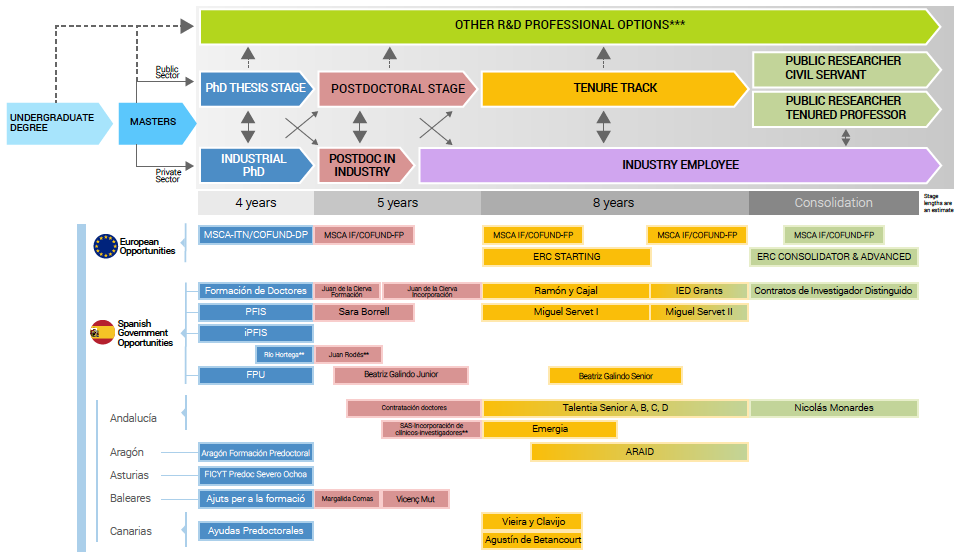 OTHER R&D PROFESSIONAL OPTIONS***
Public
Sector
PhD THESIS STAGE
POSTDOCTORAL STAGE
TENURE TRACK
PUBLIC RESEARCHER
CIVIL SERVANT
UNDERGRADUATE
DEGREE
MASTERS
PUBLIC RESEARCHER
TENURED PROFESSOR
Private
Sector
INDUSTRIAL
PhD
POSTDOC IN
INDUSTRY
INDUSTRY EMPLOYEE
4 years
5 years
8 years
Consolidation
Stage
lengths are
an estimate
European
Opportunities
MSCA-ITN/COFUND-DP
MSCA IF/COFUND-FP
MSCA IF/COFUND-FP
MSCA IF/COFUND-FP
MSCA IF/COFUND-FP
ERC STARTING
ERC CONSOLIDATOR & ADVANCED
Spanish
Government
Opportunities
Formación de Doctores
Juan de la Cierva
Formación
Juan de la Cierva
Incorporación
Ramón y Cajal
IED Grants
Contratos de Investigador Distinguido
PFIS
Sara Borrell
Miguel Servet I
Miguel Servet II
iPFIS
Río Hortega**
Juan Rodés**
FPU
Beatriz Galindo Junior
Beatriz Galindo Senior
Andalucía
Contratación doctores
Talentia Senior A, B, C, D
Nicolás Monardes
SAS-Incorporación de
clínicos-investigadores**
Emergia
Aragón
Aragón Formación Predoctoral
ARAID
Asturias
FICYT Predoc Severo Ochoa
Baleares
Ajuts per a la formació
Margalida Comas
Vicenç Mut
Canarias
Ayudas Predoctorales
Vieira y Clavijo
Agustín de Betancourt